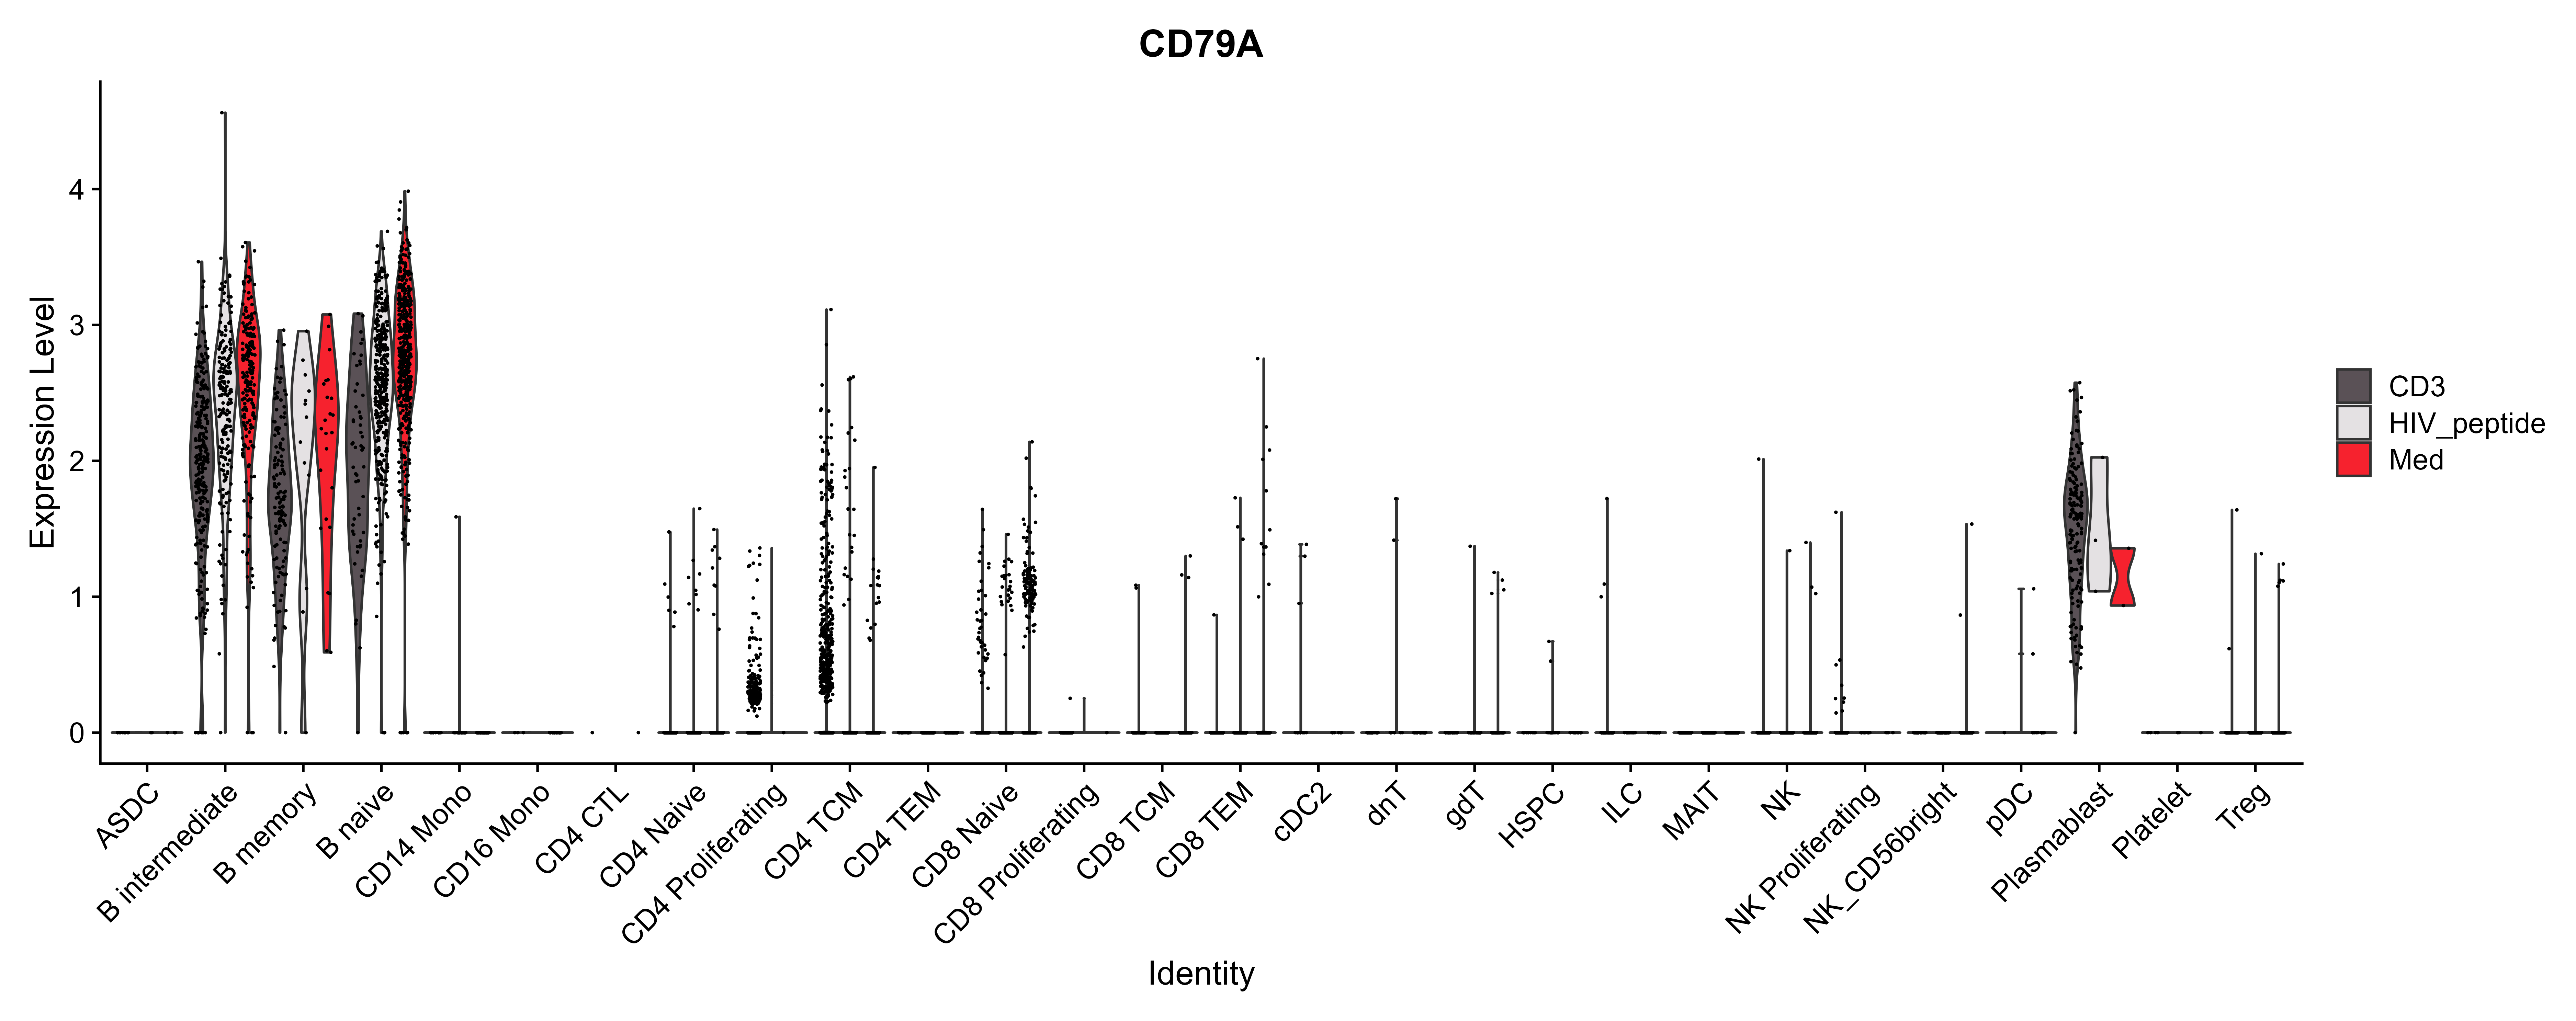 CD79A
Expression Level
4
3
2
1
0
ASDC
B intermediate
B memory
B naive
CD14 Mono
CD16 Mono
CD4 CTL
CD4 Naive
CD4 Proliferating
CD4 TCM
CD4 TEM
CD8 Naive
CD8 Proliferating
CD8 TCM
CD8 TEM
cDC2
dnT
gdT
HSPC
ILC
MAIT
NK
NK Proliferating
NK_CD56bright
pDC
Plasmablast
Platelet
Treg
Identity
CD3
HIV_peptide
Med